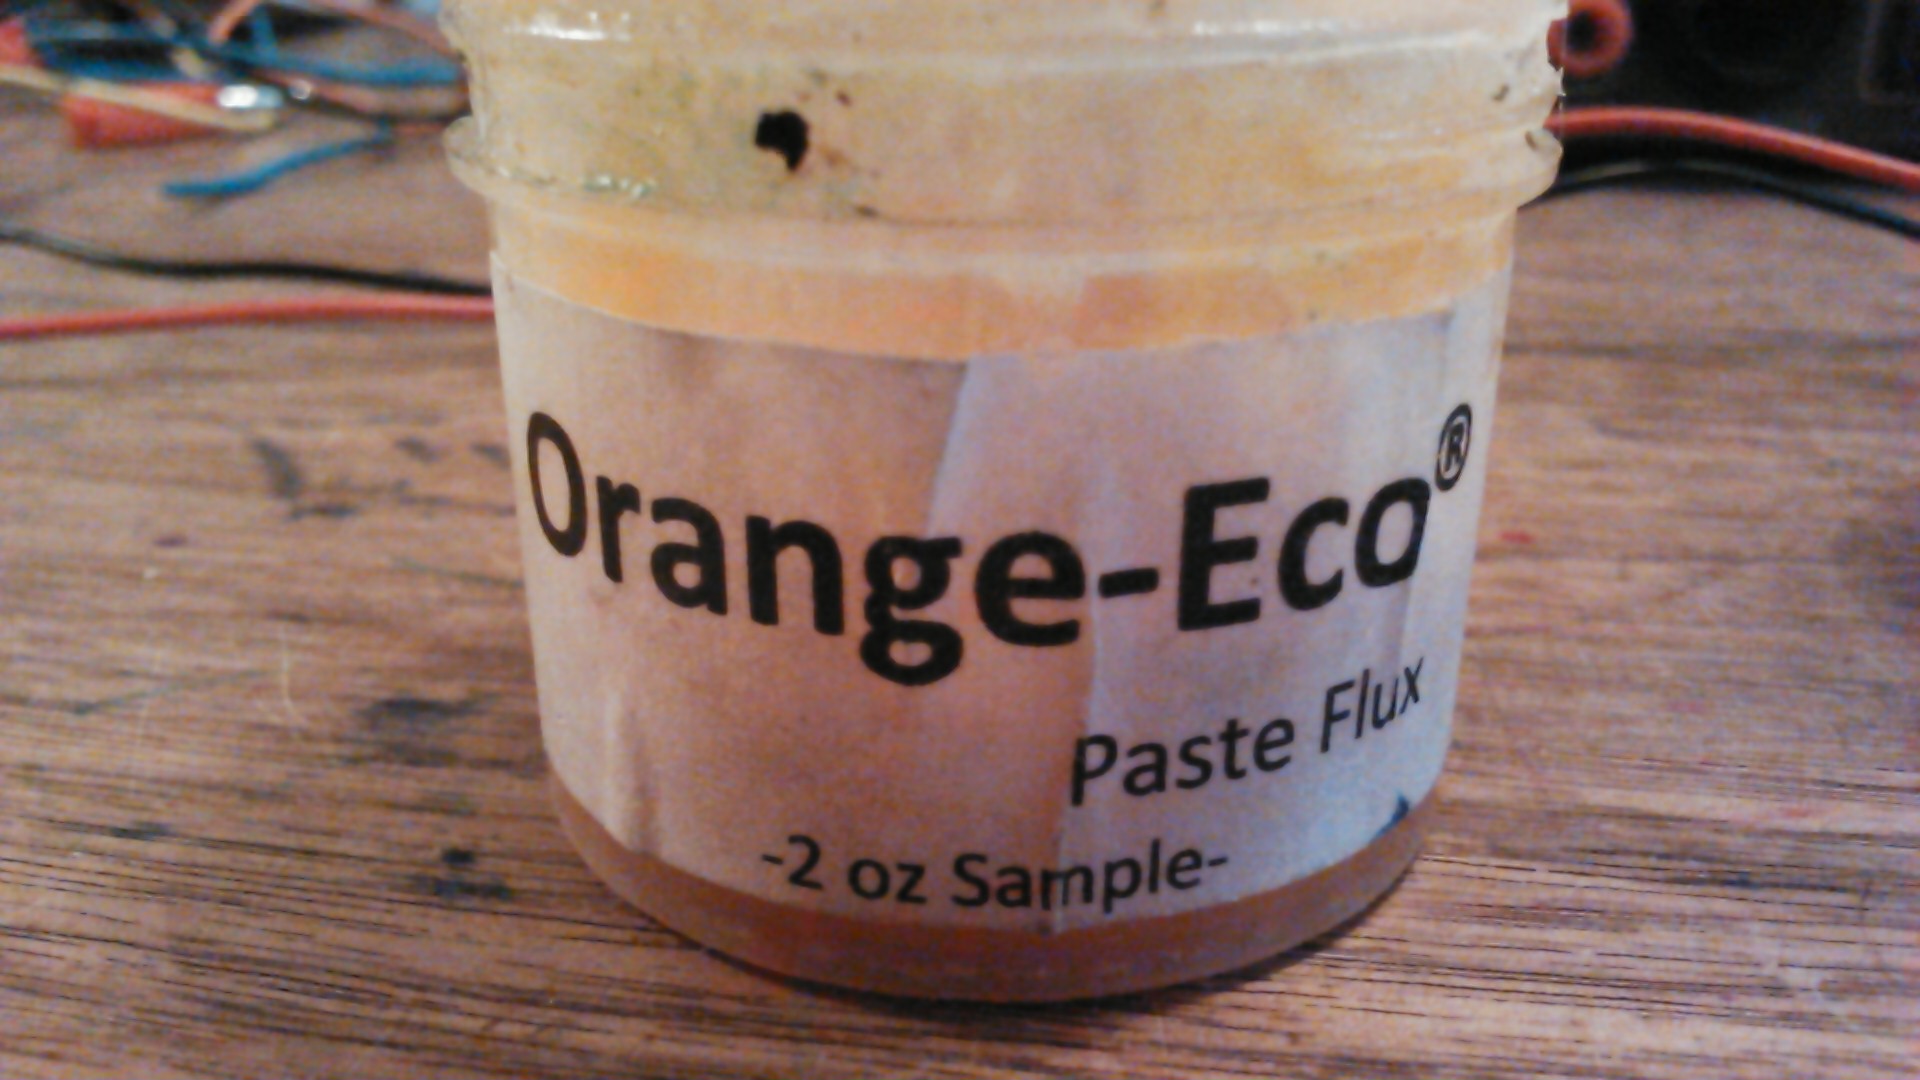 Orange-Eco®
Paste Flux
-2 oz Sample-